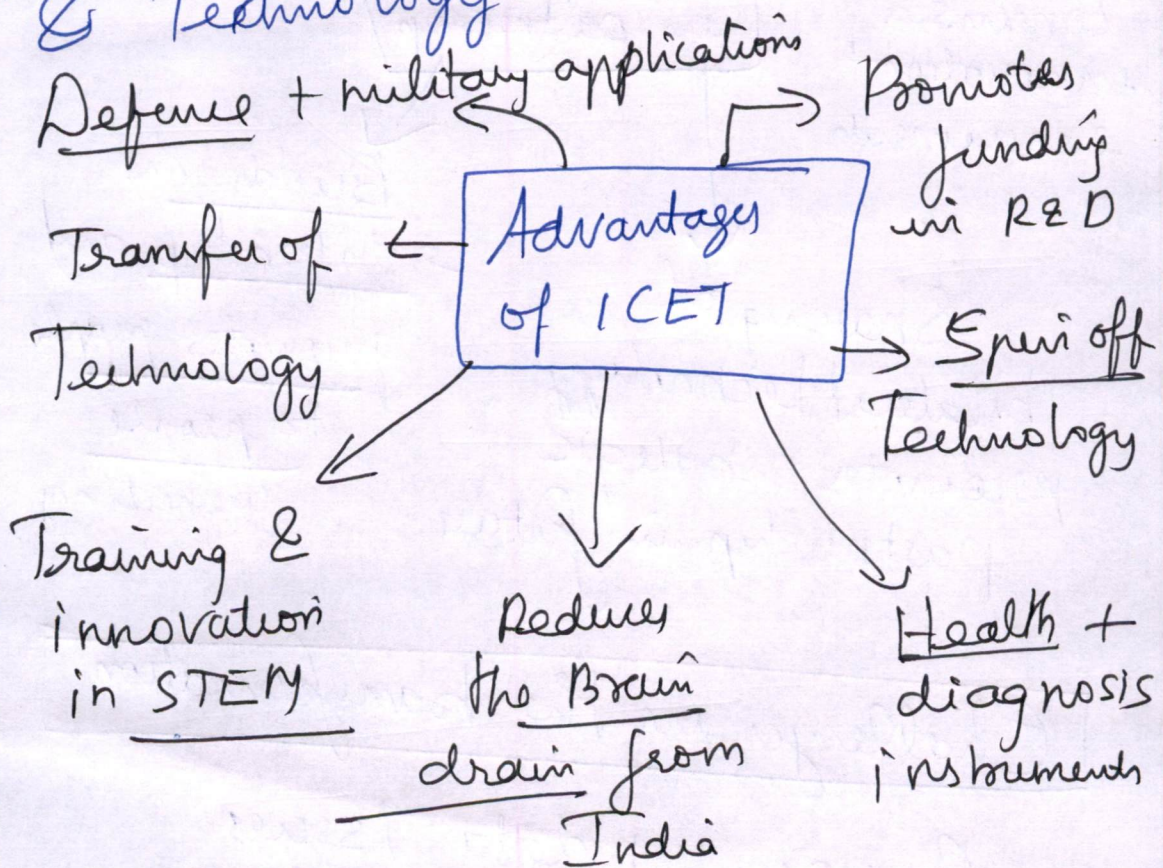 & Technology
Defence + military applications
Promotes
funding
in R&D
Advantages
of ICET
Transfer of
Technology
Spin off
Technology
Training &
innovation
in STEM
Reduces
the Brain
drain from
India
Health +
diagnosis
instruments